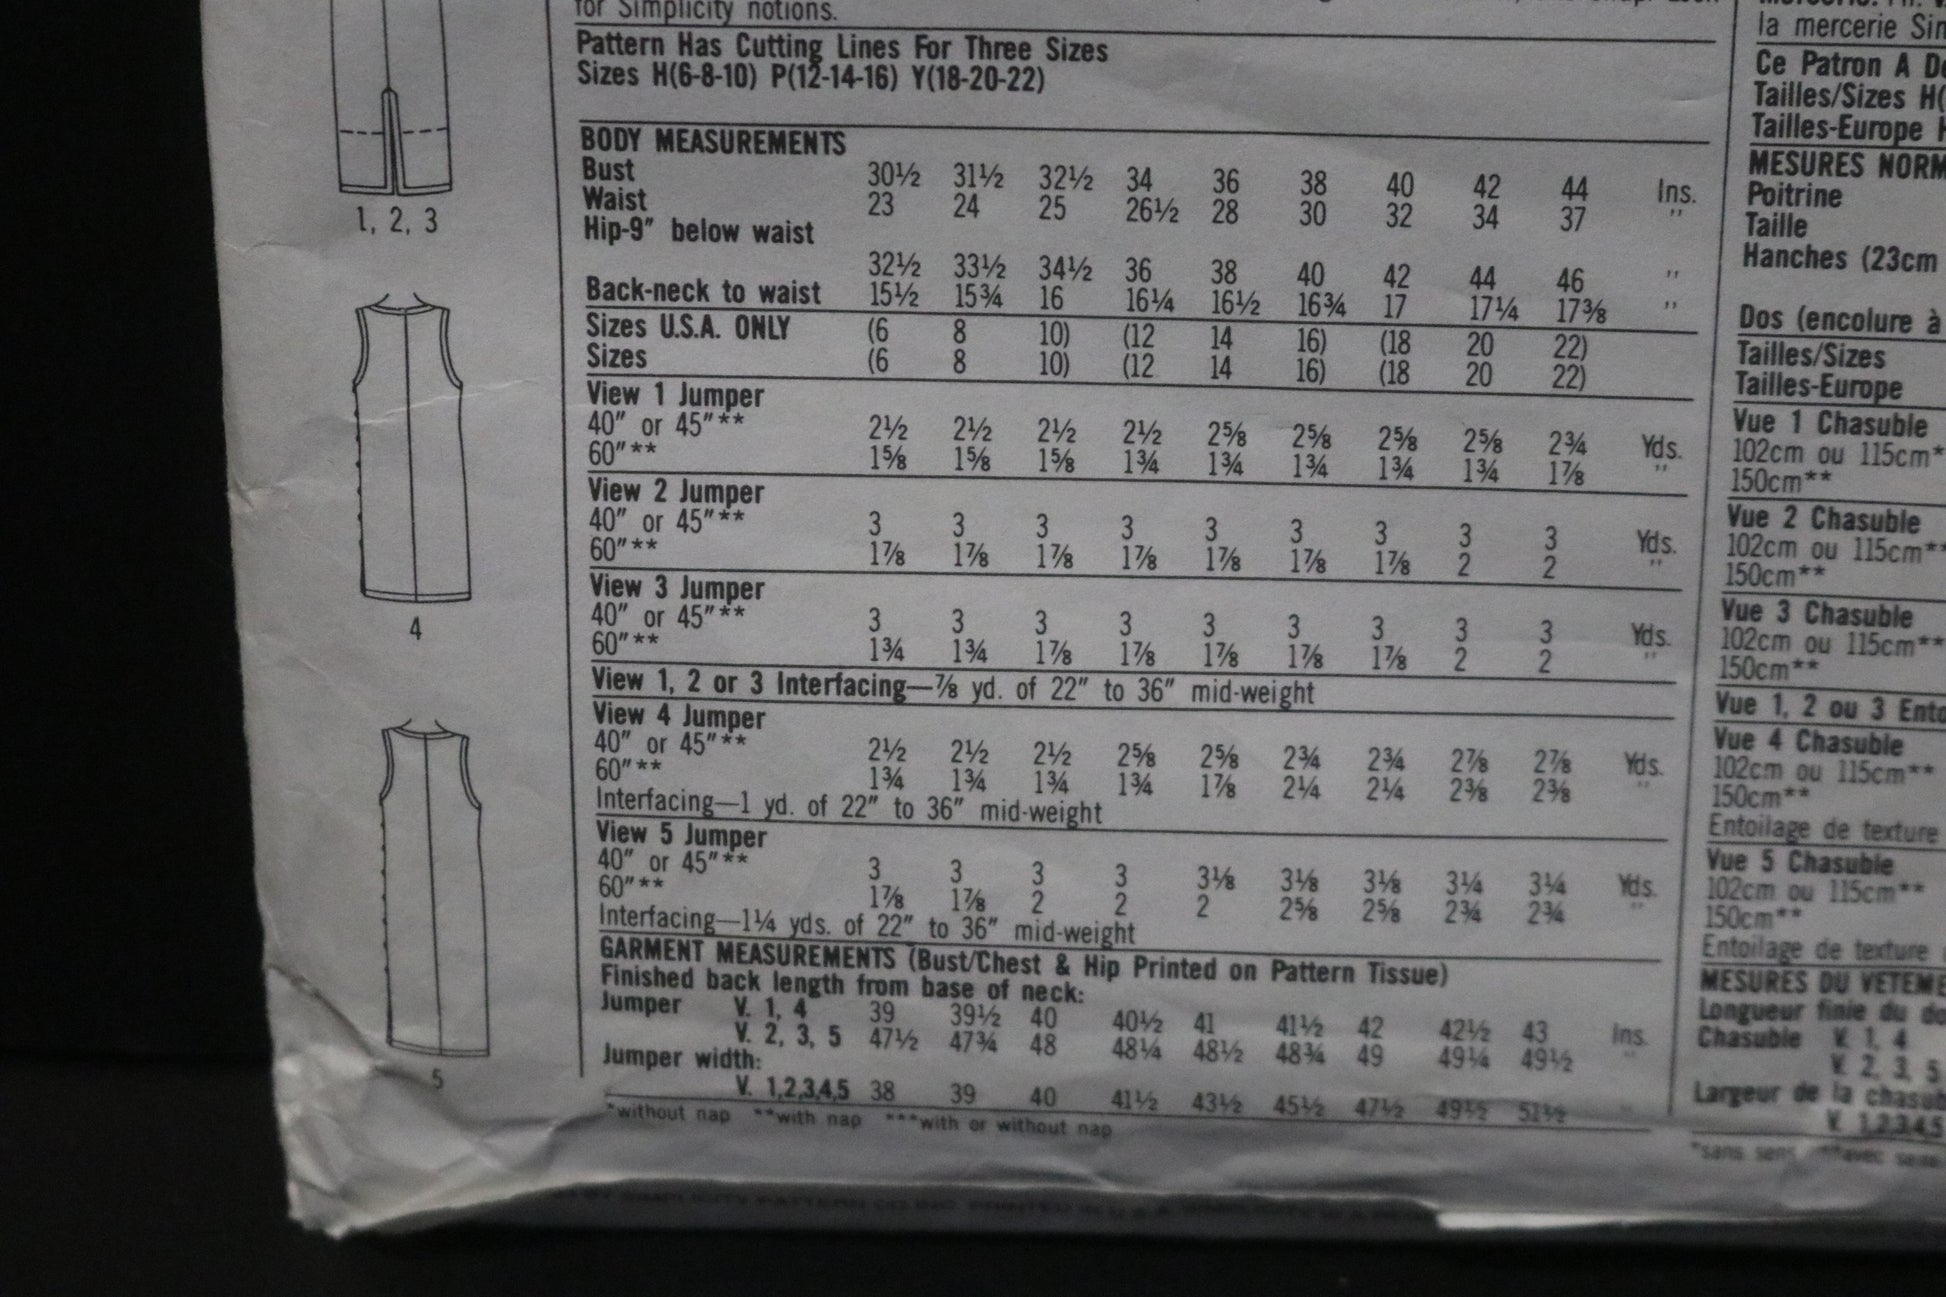 for Simplicity notions.
Pattern Has Cutting Lines For Three Sizes
Sizes H(6-8-10) P(12-14-16) Y(18-20-22)
BODY MEASUREMENTS
Bust 30½ 31½ 32½ 34 36 38 40 42 44 Ins.
Waist 23 24 25 26½ 28 30 32 34 37 "
Hip-9" below waist
32½ 33½ 34½ 36 38 40 42 44 46 "
Back-neck to waist 15½ 15¾ 16 16¼ 16½ 16¾ 17 17¼ 17⅜ "
Sizes U.S.A. ONLY (6 8 10) (12 14 16) (18 20 22)
Sizes (6 8 10) (12 14 16) (18 20 22)
View 1 Jumper
40" or 45"** 2½ 2½ 2½ 2½ 2⅝ 2⅝ 2⅝ 2⅝ 2¾ Yds.
60"** 1⅝ 1⅝ 1⅝ 1¾ 1¾ 1¾ 1¾ 1¾ 1⅞ "
View 2 Jumper
40" or 45"** 3 3 3 3 3 3 3 3 3 Yds.
60"** 1⅞ 1⅞ 1⅞ 1⅞ 1⅞ 1⅞ 1⅞ 2 2 "
View 3 Jumper
40" or 45"** 3 3 3 3 3 3 3 3 3 Yds.
60"** 1¾ 1¾ 1⅞ 1⅞ 1⅞ 1⅞ 1⅞ 2 2 "
View 1, 2 or 3 Interfacing—⅞ yd. of 22" to 36" mid-weight
View 4 Jumper
40" or 45"** 2½ 2½ 2½ 2⅝ 2⅝ 2¾ 2¾ 2⅞ 2⅞ Yds.
60"** 1¾ 1¾ 1¾ 1¾ 1⅞ 2¼ 2¼ 2⅜ 2⅜ "
Interfacing—1 yd. of 22" to 36" mid-weight
View 5 Jumper
40" or 45"** 3 3 3 3 3⅛ 3⅛ 3⅛ 3¼ 3¼ Yds.
60"** 1⅞ 1⅞ 2 2 2 2⅝ 2⅝ 2¾ 2¾ "
Interfacing—1¼ yds. of 22" to 36" mid-weight
GARMENT MEASUREMENTS (Bust/Chest & Hip Printed on Pattern Tissue)
Finished back length from base of neck:
Jumper V. 1, 4 39 39½ 40 40½ 41 41½ 42 42½ 43 Ins.
V. 2, 3, 5 47½ 47¾ 48 48¼ 48½ 48¾ 49 49¼ 49½ "
Jumper width:
V. 1,2,3,4,5 38 39 40 41½ 43½ 45½ 47½ 49½ 51½ "
*without nap **with nap ***with or without nap
1, 2, 3
4
5
la mercerie Sim
Ce Patron A De
Tailles/Sizes H(
Tailles-Europe H
MESURES NORM
Poitrine
Taille
Hanches (23cm
Dos (encolure à
Tailles/Sizes
Tailles-Europe
Vue 1 Chasuble
102cm ou 115cm*
150cm**
Vue 2 Chasuble
102cm ou 115cm**
150cm**
Vue 3 Chasuble
102cm ou 115cm**
150cm**
Vue 1, 2 ou 3 Ento
Vue 4 Chasuble
102cm ou 115cm**
150cm**
Entoilage de texture
Vue 5 Chasuble
102cm ou 115cm**
150cm**
Entoilage de texture
MESURES DU VETEME
Longueur finie du do
Chasuble V. 1, 4
V. 2, 3, 5
Largeur de la chasub
V. 1,2,3,4,5
*sans sens